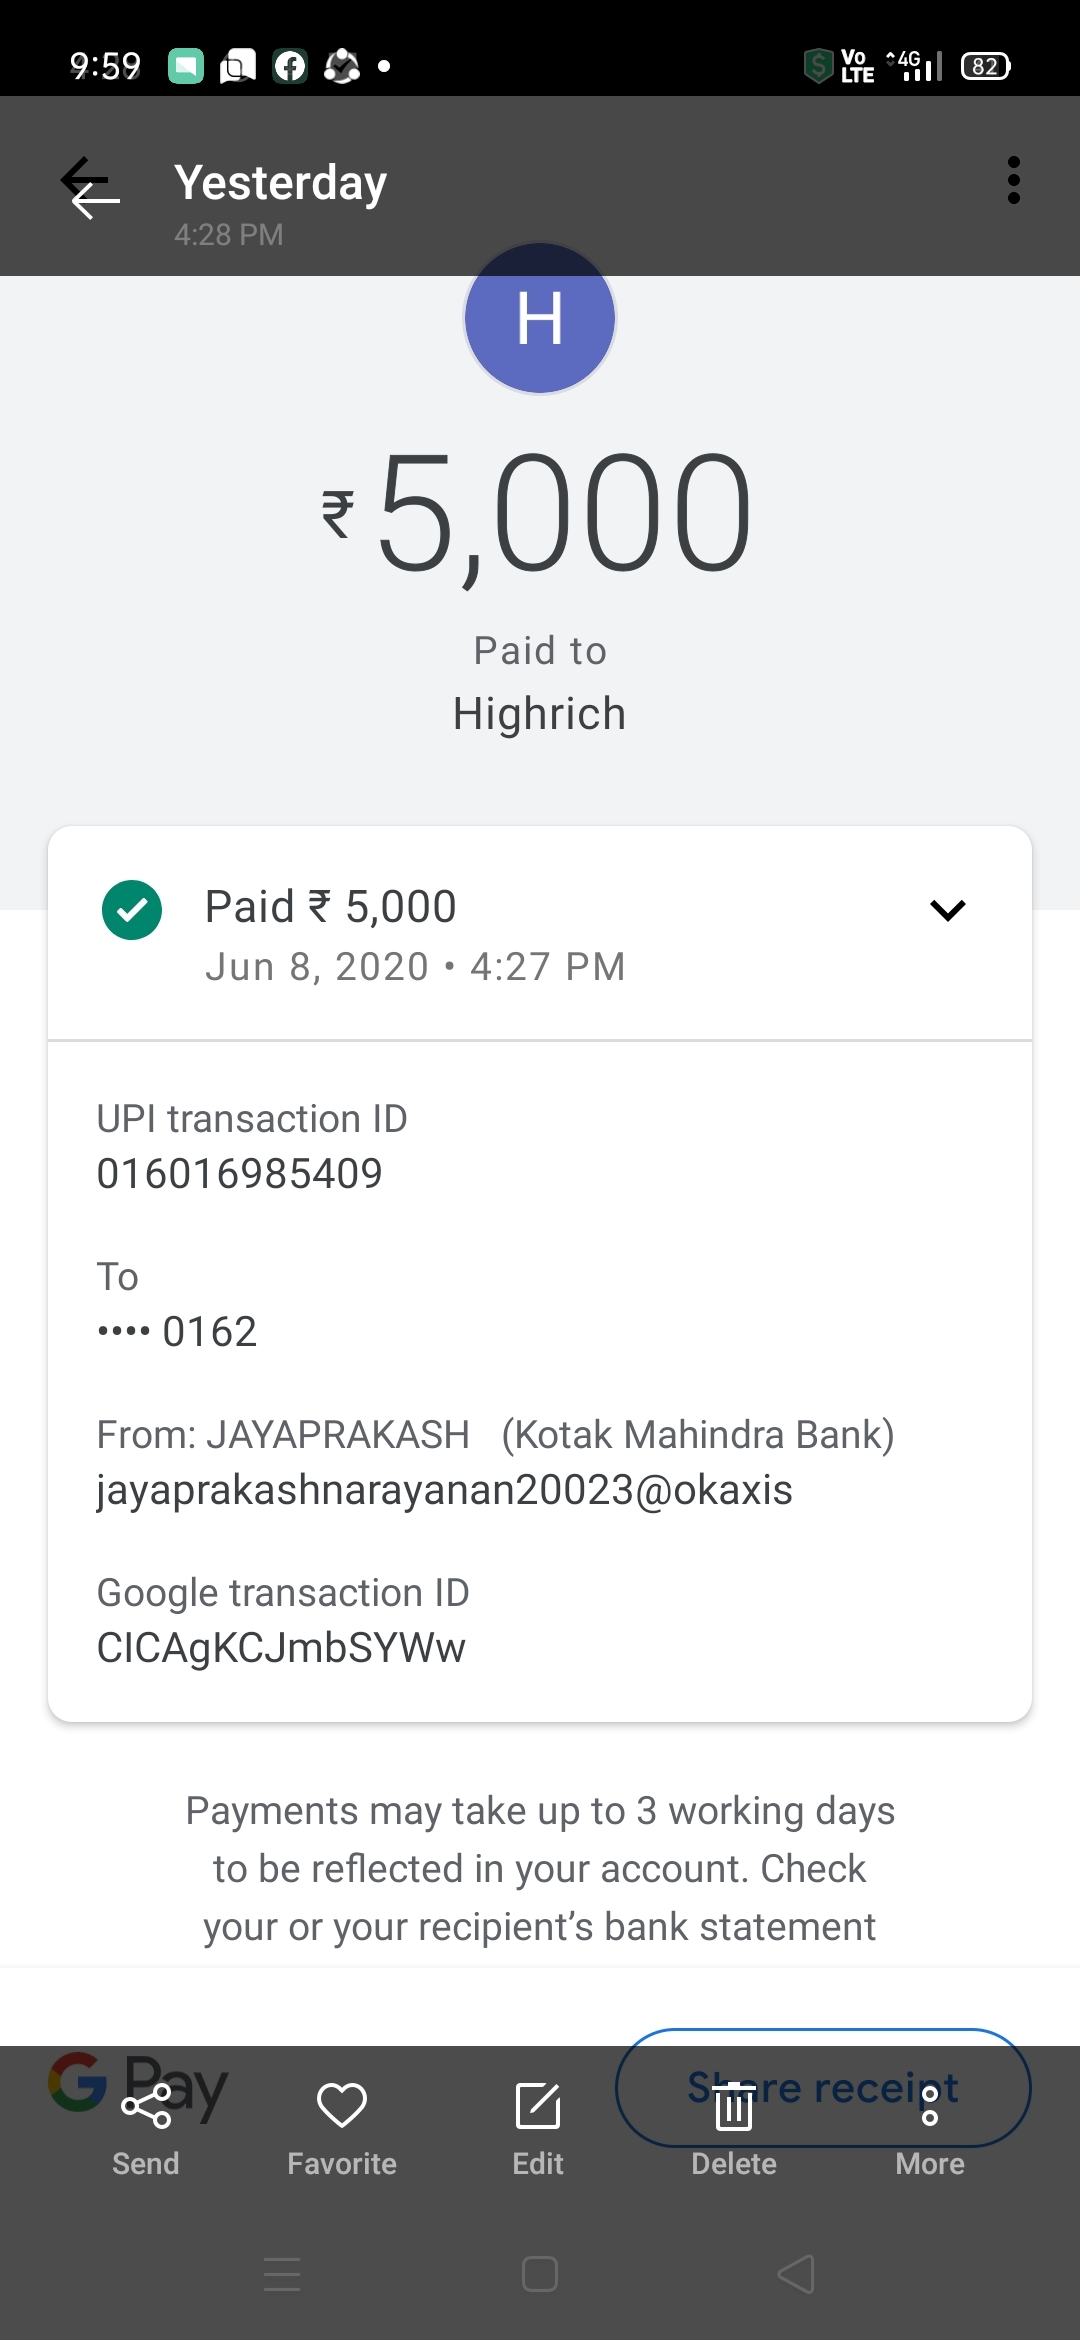 9:59
Vo
LTE
4G
82
Yesterday
4:28 PM
H
₹5,000
Paid to
Highrich
Paid ₹ 5,000
Jun 8, 2020 • 4:27 PM
UPI transaction ID
016016985409
To
•••• 0162
From: JAYAPRAKASH (Kotak Mahindra Bank)
jayaprakashnarayanan20023@okaxis
Google transaction ID
CICAgKCJmbSYWw
Payments may take up to 3 working days
to be reflected in your account. Check
your or your recipient’s bank statement
G Pay
Share receipt
Send
Favorite
Edit
Delete
More